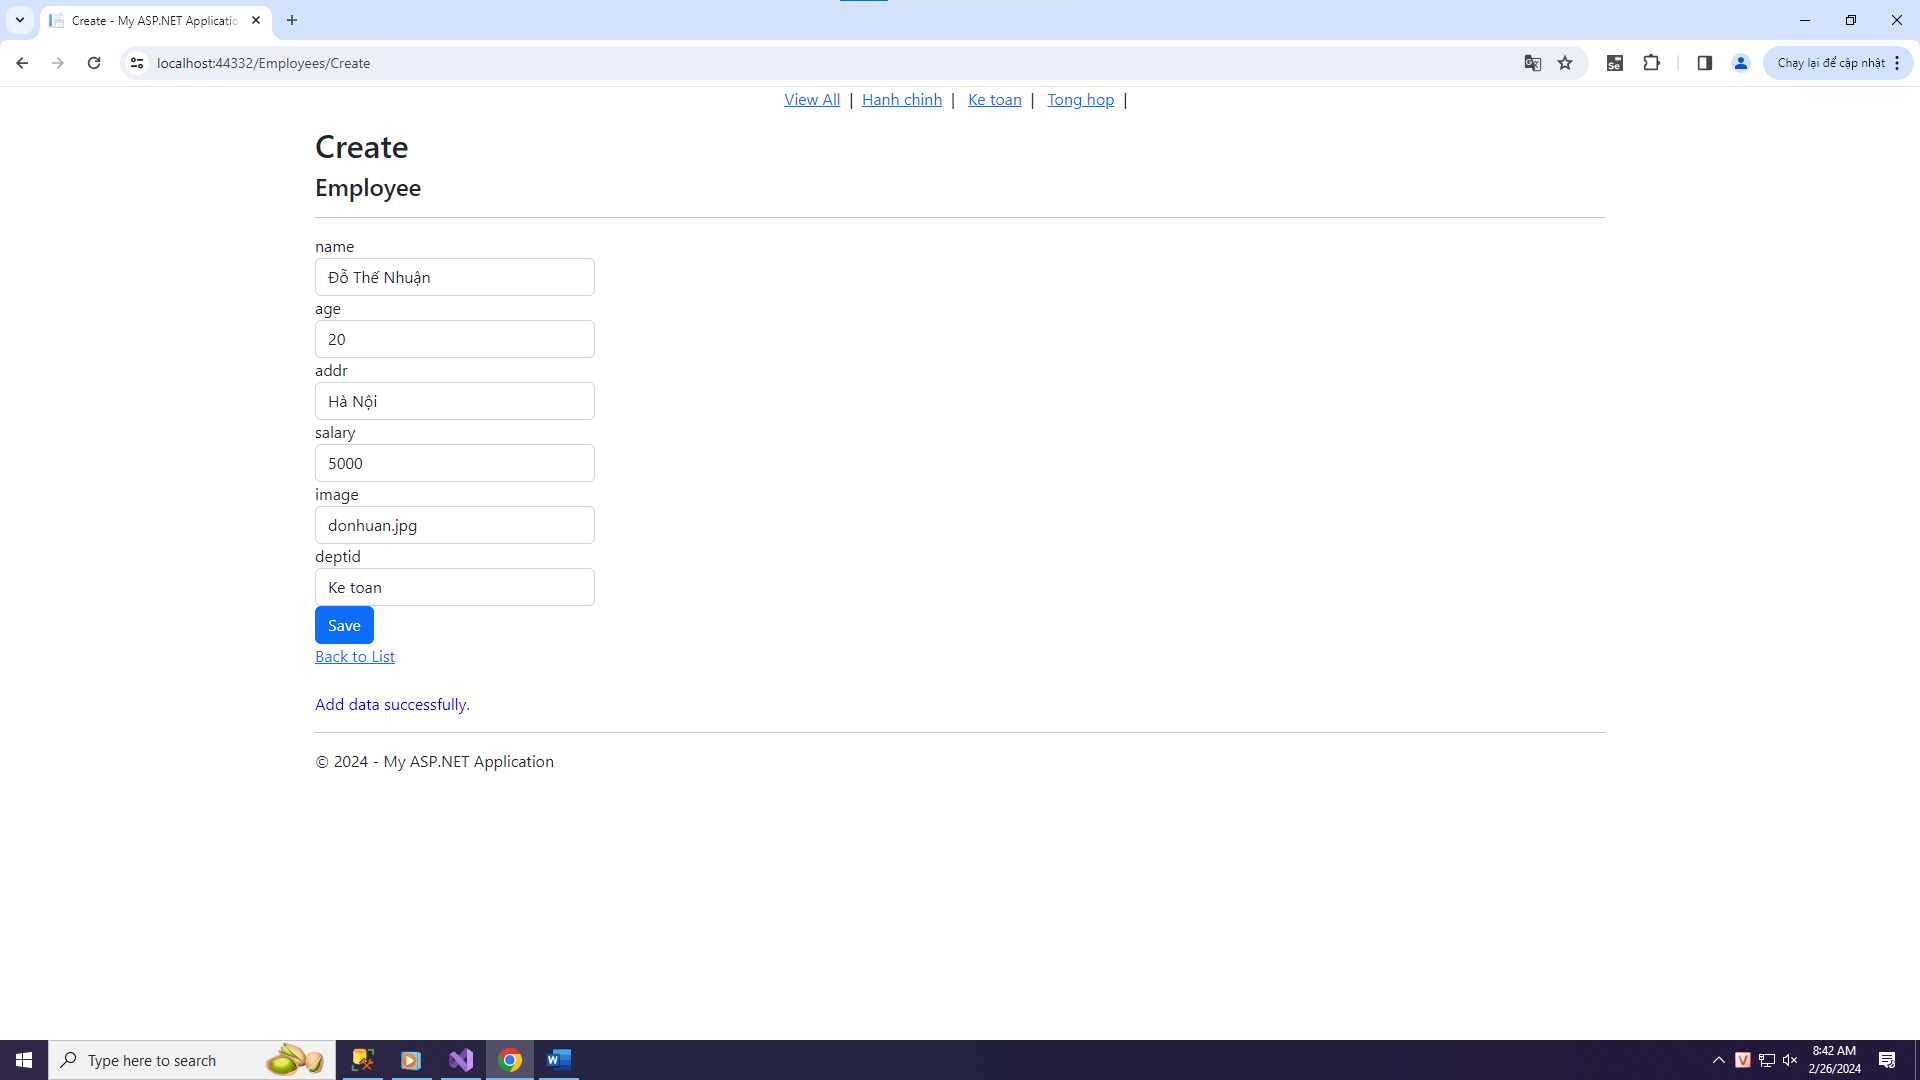 Create - My ASP.NET Applicatio
localhost:44332/Employees/Create
Chạy lại để cập nhật
View All | Hanh chinh | Ke toan | Tong hop |
Create
Employee
name
Đỗ Thế Nhuận
age
20
addr
Hà Nội
salary
5000
image
donhuan.jpg
deptid
Ke toan
Save
Back to List
Add data successfully.
© 2024 - My ASP.NET Application
Type here to search
8:42 AM
2/26/2024